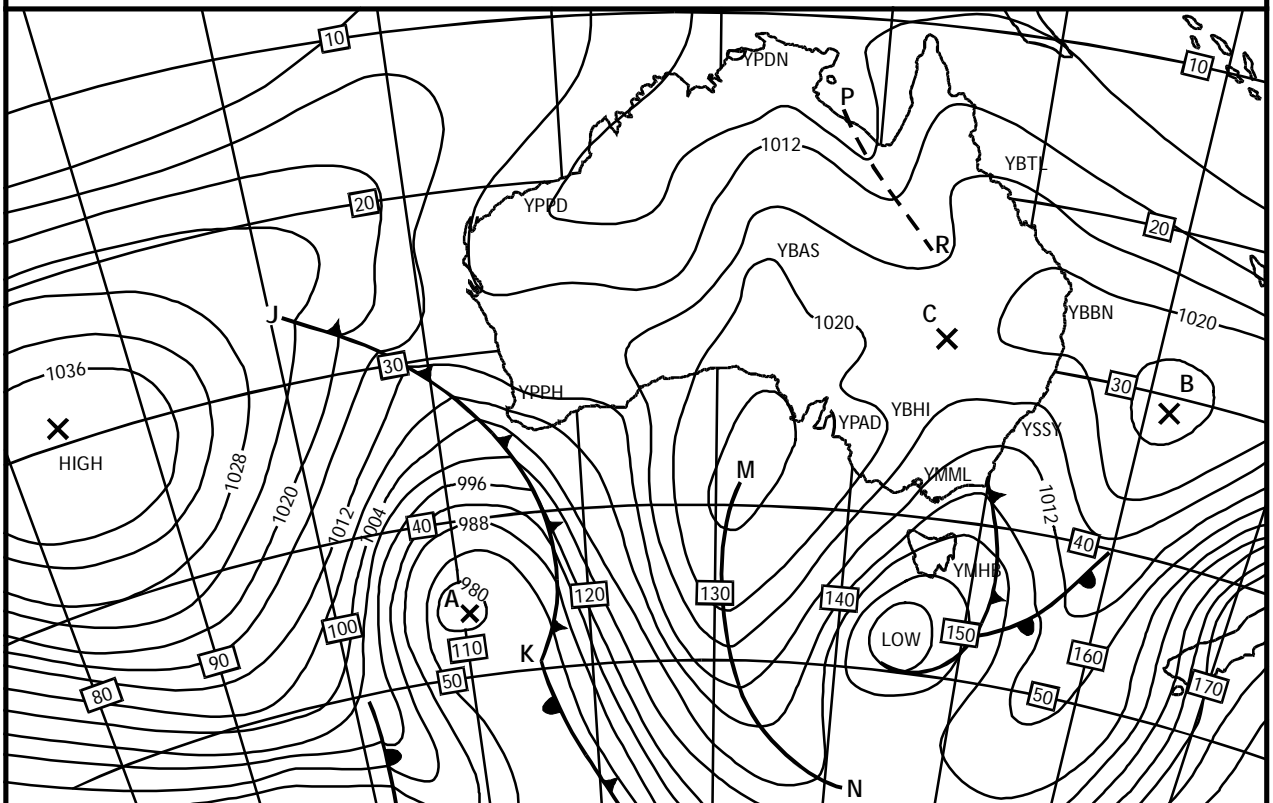 10
YPDN
10
P
1012
YBTL
20
YPPD
20
R
YBAS
J
C
1020
YBBN
1020
30
1036
30
B
YPPH
YBHI
YPAD
YSSY
HIGH
1028
M
YMML
996
1020
1012
1012
1004
40
988
40
YMHB
980
A
120
130
140
100
150
LOW
110
K
160
90
50
170
80
50
N